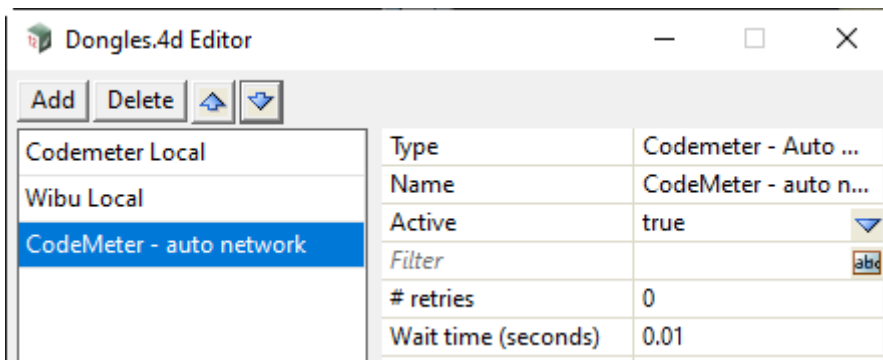 Dongles.4d Editor
Add Delete
Codemeter Local
Wibu Local
CodeMeter - auto network
Type Codemeter - Auto ...
Name CodeMeter - auto n...
Active true
Filter abc
# retries 0
Wait time (seconds) 0.01